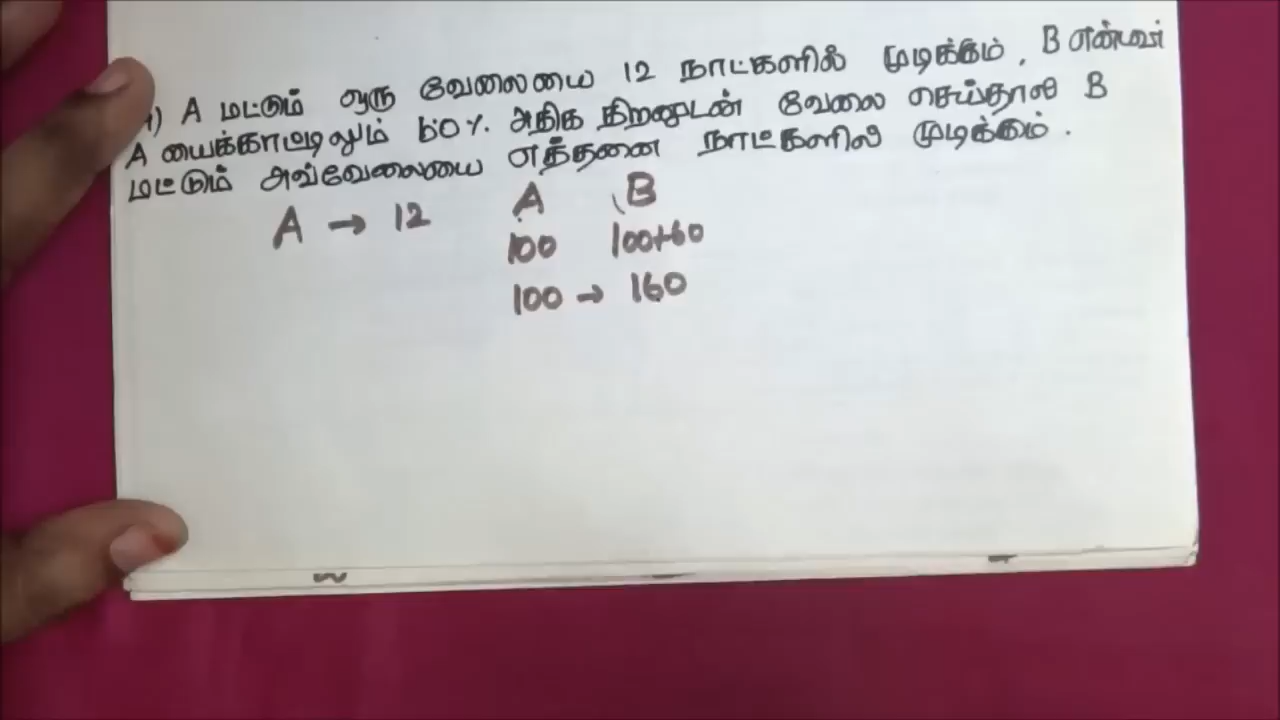 A மட்டும் ஒரு வேலையை 12 நாட்களில் முடிக்கும். B என்பவர்
A யைக்காட்டிலும் 60% அதிக திறனுடன் வேலை செய்தால் B
மட்டும் அவ்வேலையை எத்தனை நாட்களில் முடிக்கும்.
A → 12 A B
100 100+60
100 → 160